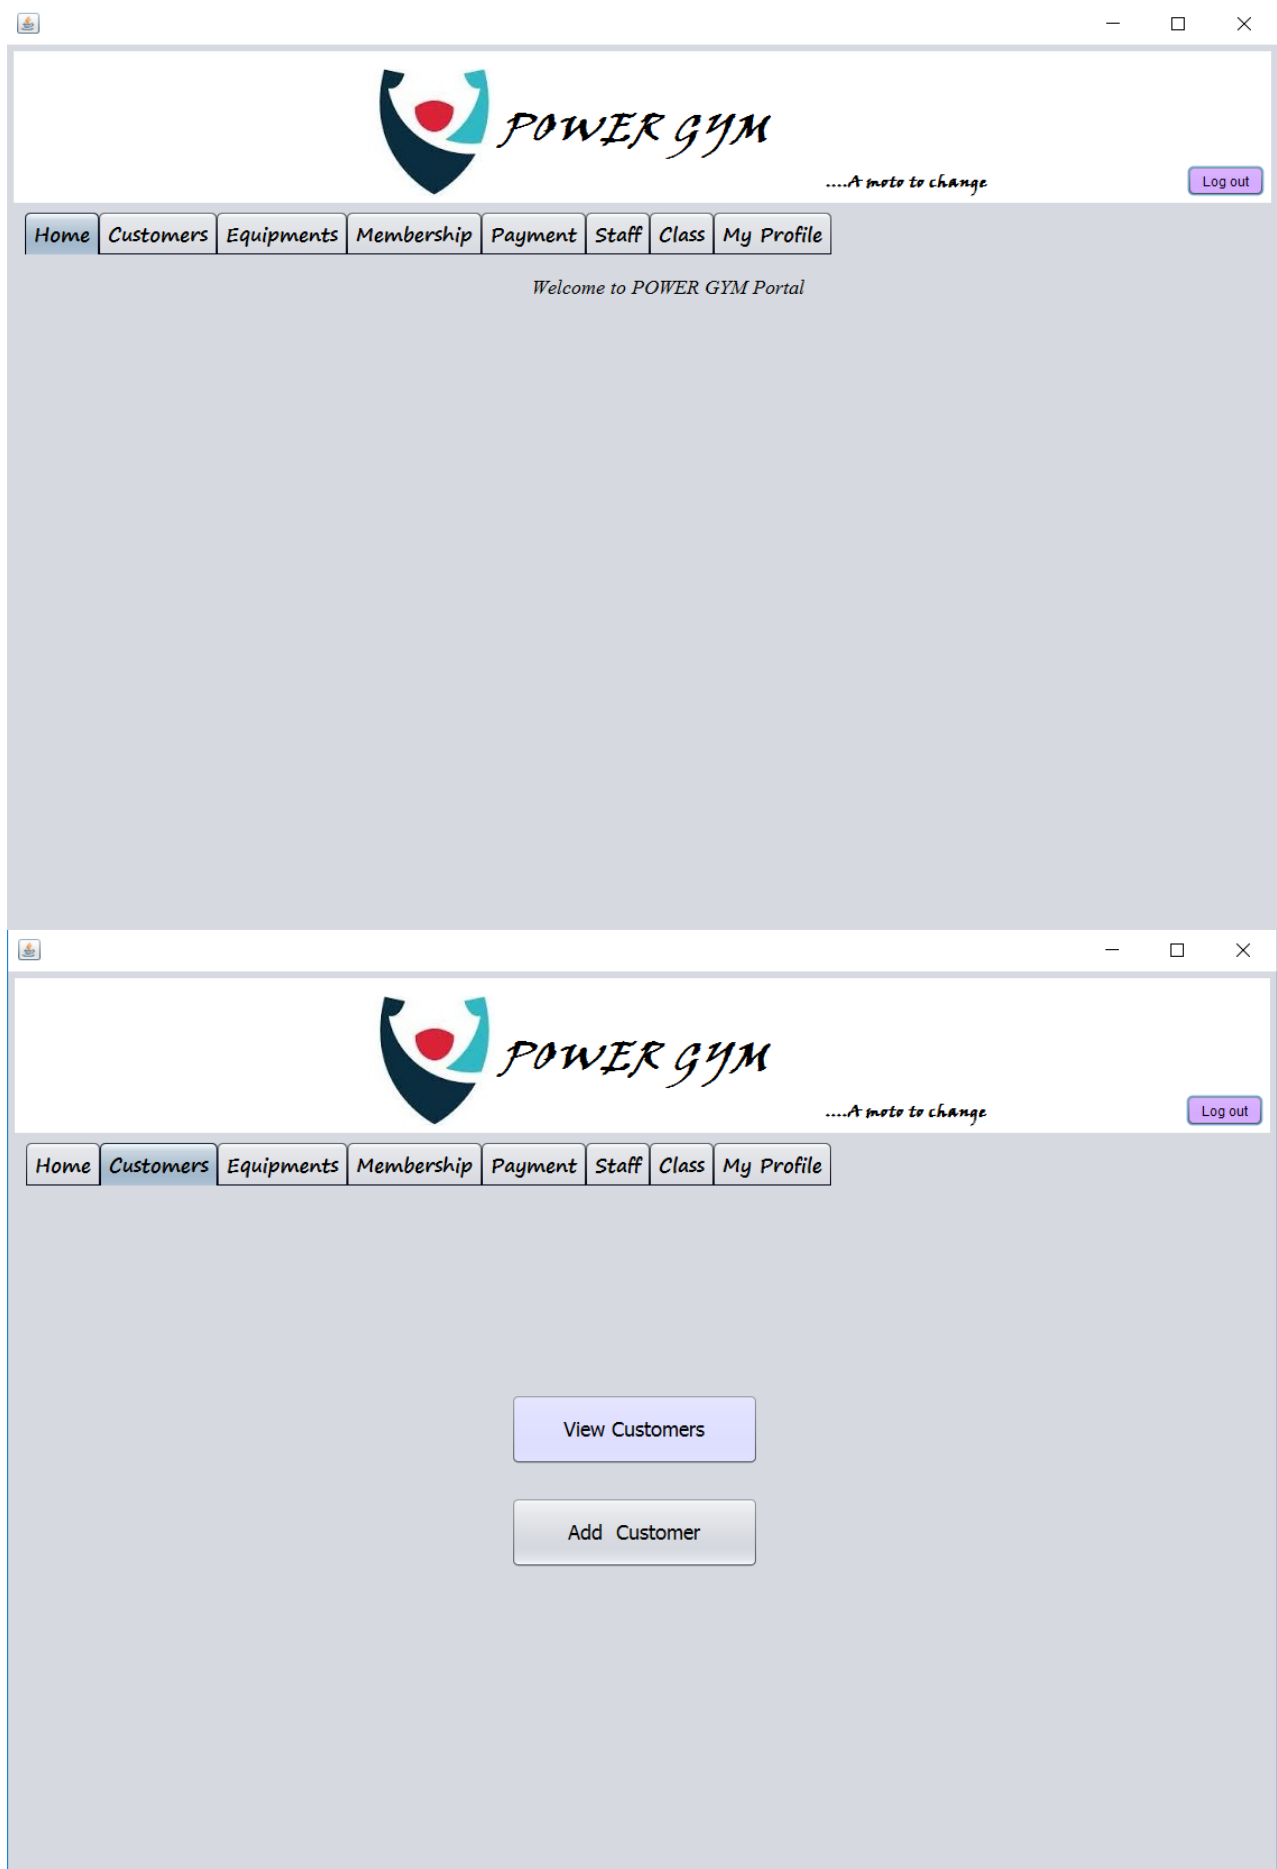 POWER GYM
....A moto to change
Log out
Home Customers Equipments Membership Payment Staff Class My Profile
Welcome to POWER GYM Portal
POWER GYM
....A moto to change
Log out
Home Customers Equipments Membership Payment Staff Class My Profile
View Customers
Add Customer